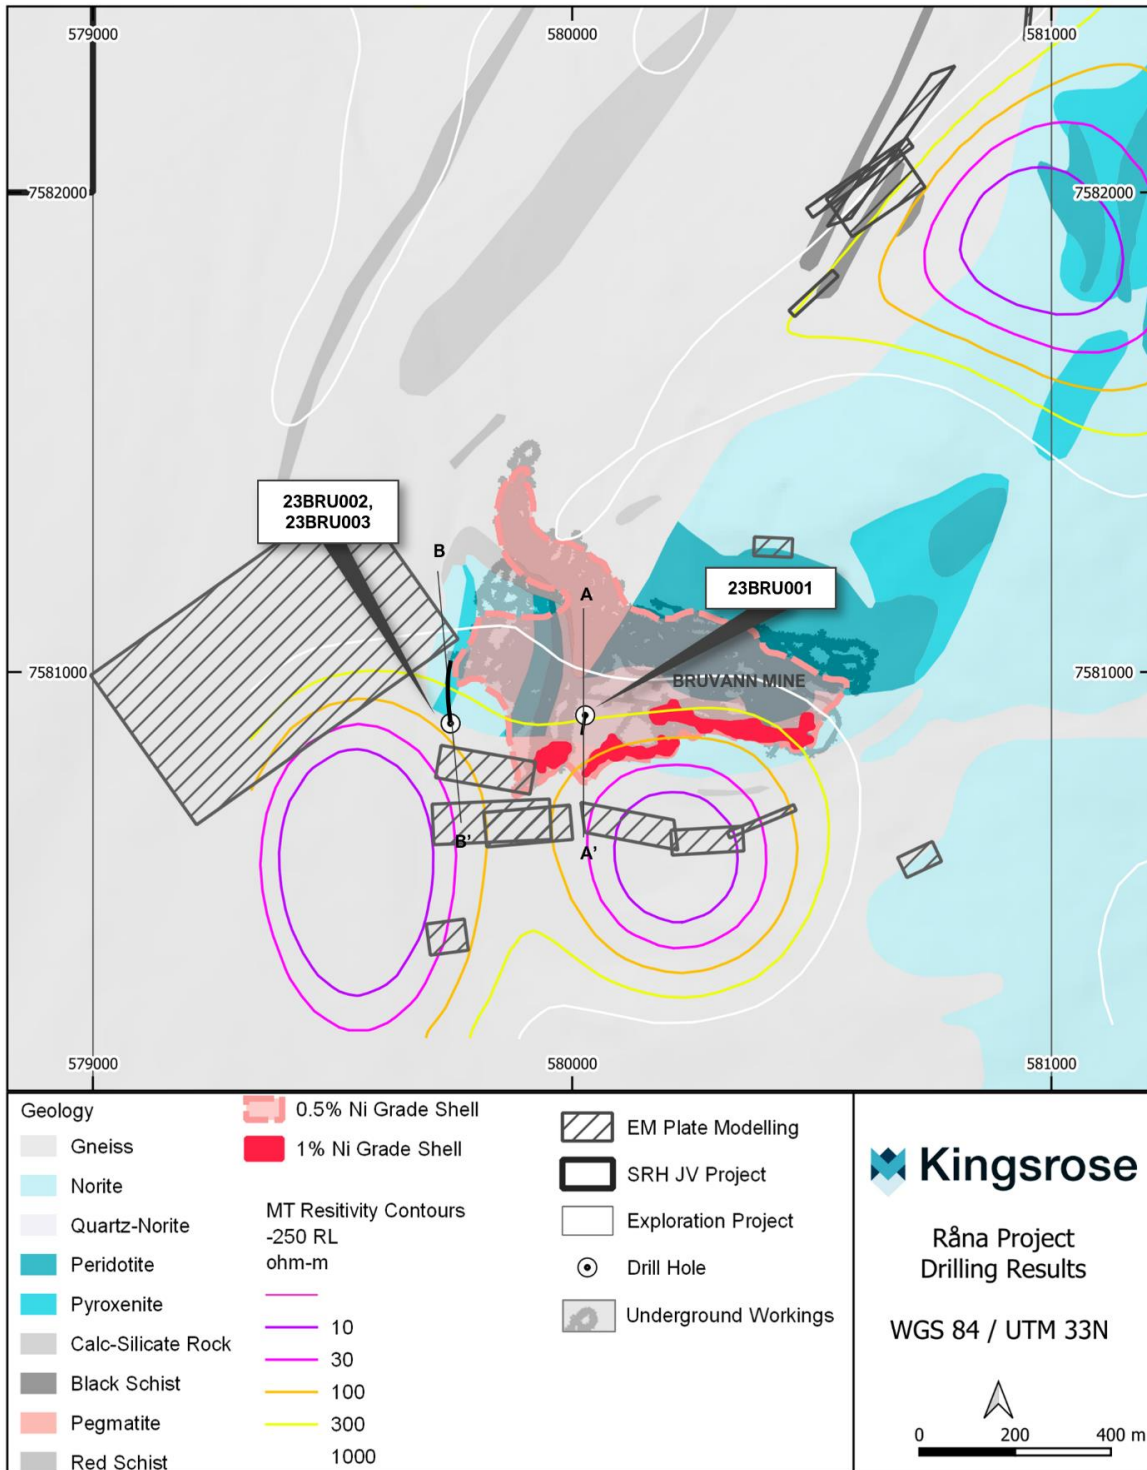 579000
580000
581000
7582000
7582000
23BRU002,
23BRU003
B
A
23BRU001
7581000
7581000
BRUVANN MINE
B'
A'
579000
580000
581000
Geology
Gneiss
Norite
Quartz-Norite
Peridotite
Pyroxenite
Calc-Silicate Rock
Black Schist
Pegmatite
Red Schist
0.5% Ni Grade Shell
1% Ni Grade Shell
MT Resitivity Contours
-250 RL
ohm-m
10
30
100
300
1000
EM Plate Modelling
SRH JV Project
Exploration Project
Drill Hole
Underground Workings
Kingsrose
Råna Project
Drilling Results
WGS 84 / UTM 33N
0 200 400 m